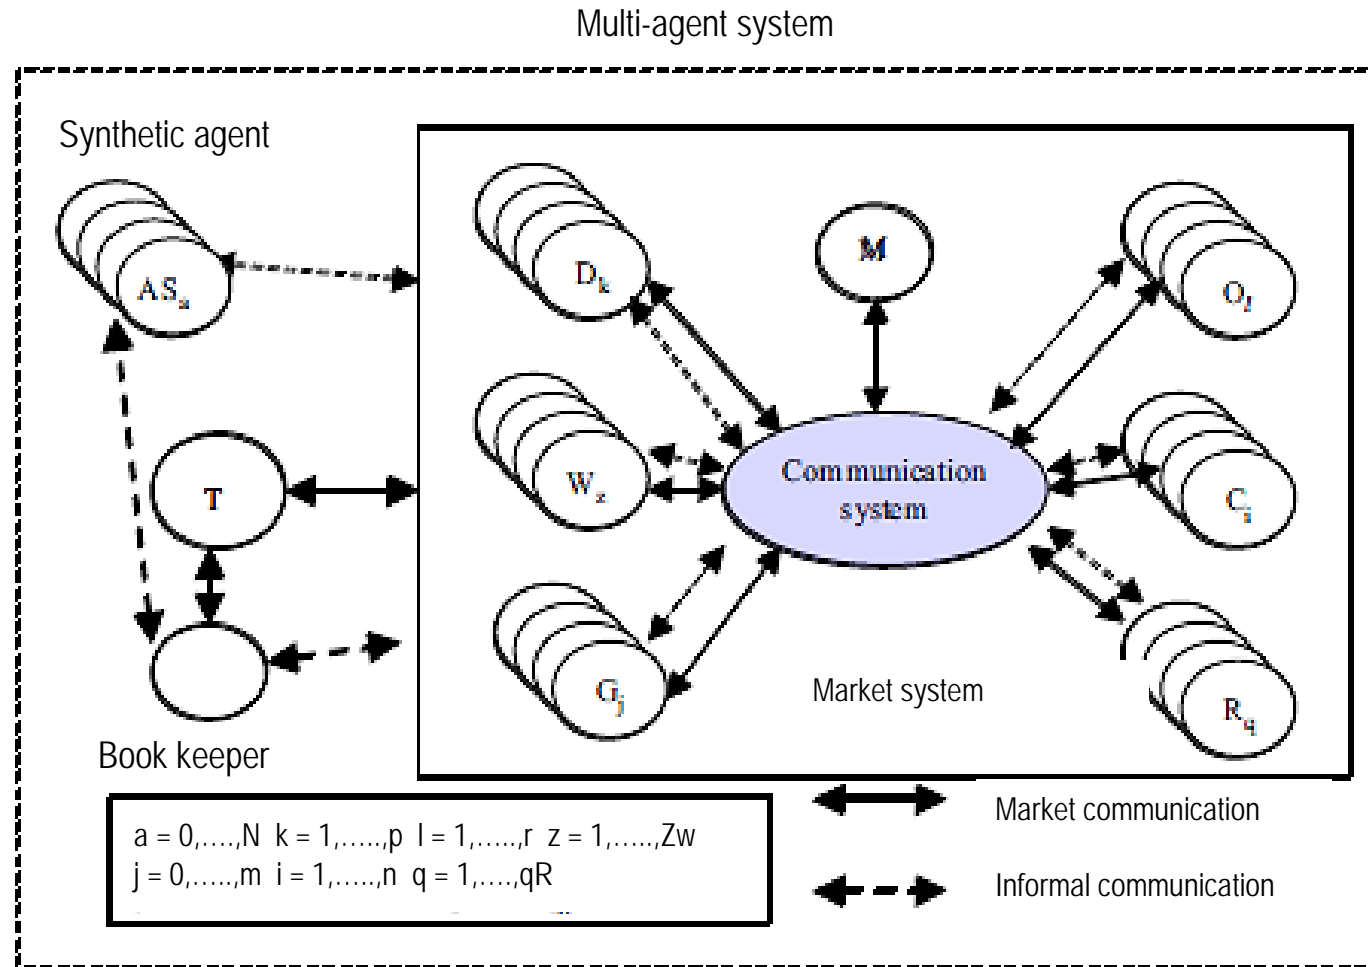 Multi-agent system
Synthetic agent
ASa
Dk
M
Ol
T
Wz
Communication
system
Ci
Gj
Market system
Rq
Book keeper
a = 0,....,N k = 1,.....,p l = 1,.....,r z = 1,.....,Zw
j = 0,.....,m i = 1,.....,n q = 1,....,qR
Market communication
Informal communication